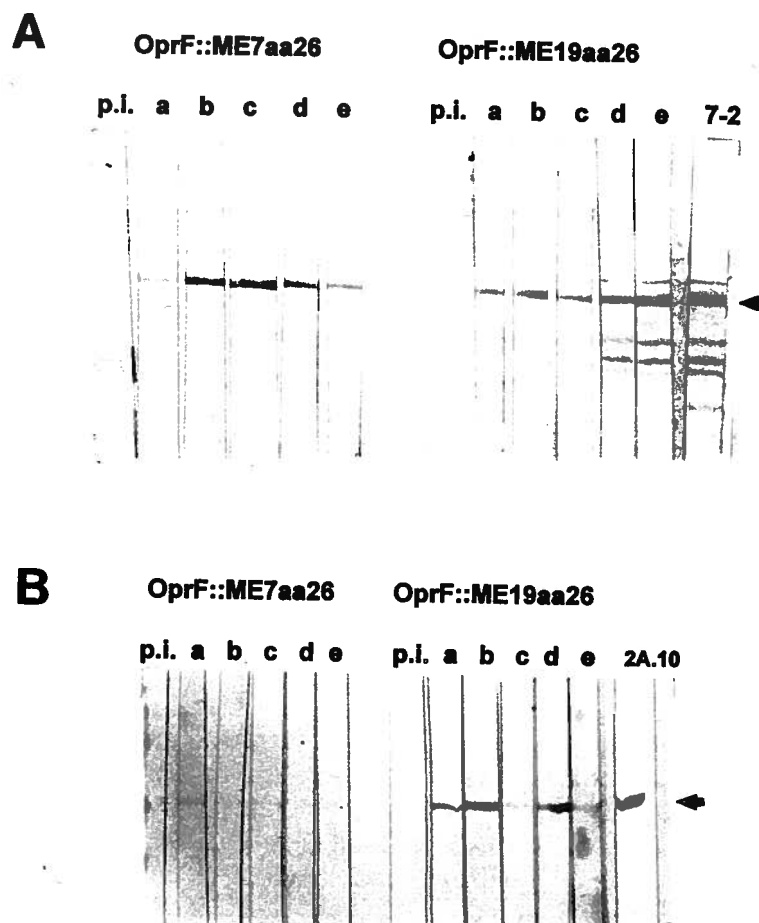 A
OprF::ME7aa26
OprF::ME19aa26
p.i. a b c d e
p.i. a b c d e 7-2
B
OprF::ME7aa26
OprF::ME19aa26
p.i. a b c d e
p.i. a b c d e 2A.10